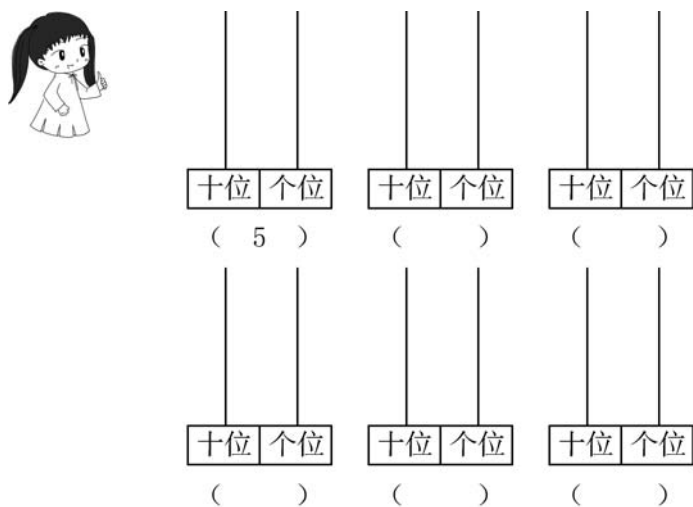 十位 个位 十位 个位 十位 个位
( 5 ) ( ) ( )
十位 个位 十位 个位 十位 个位
( ) ( ) ( )